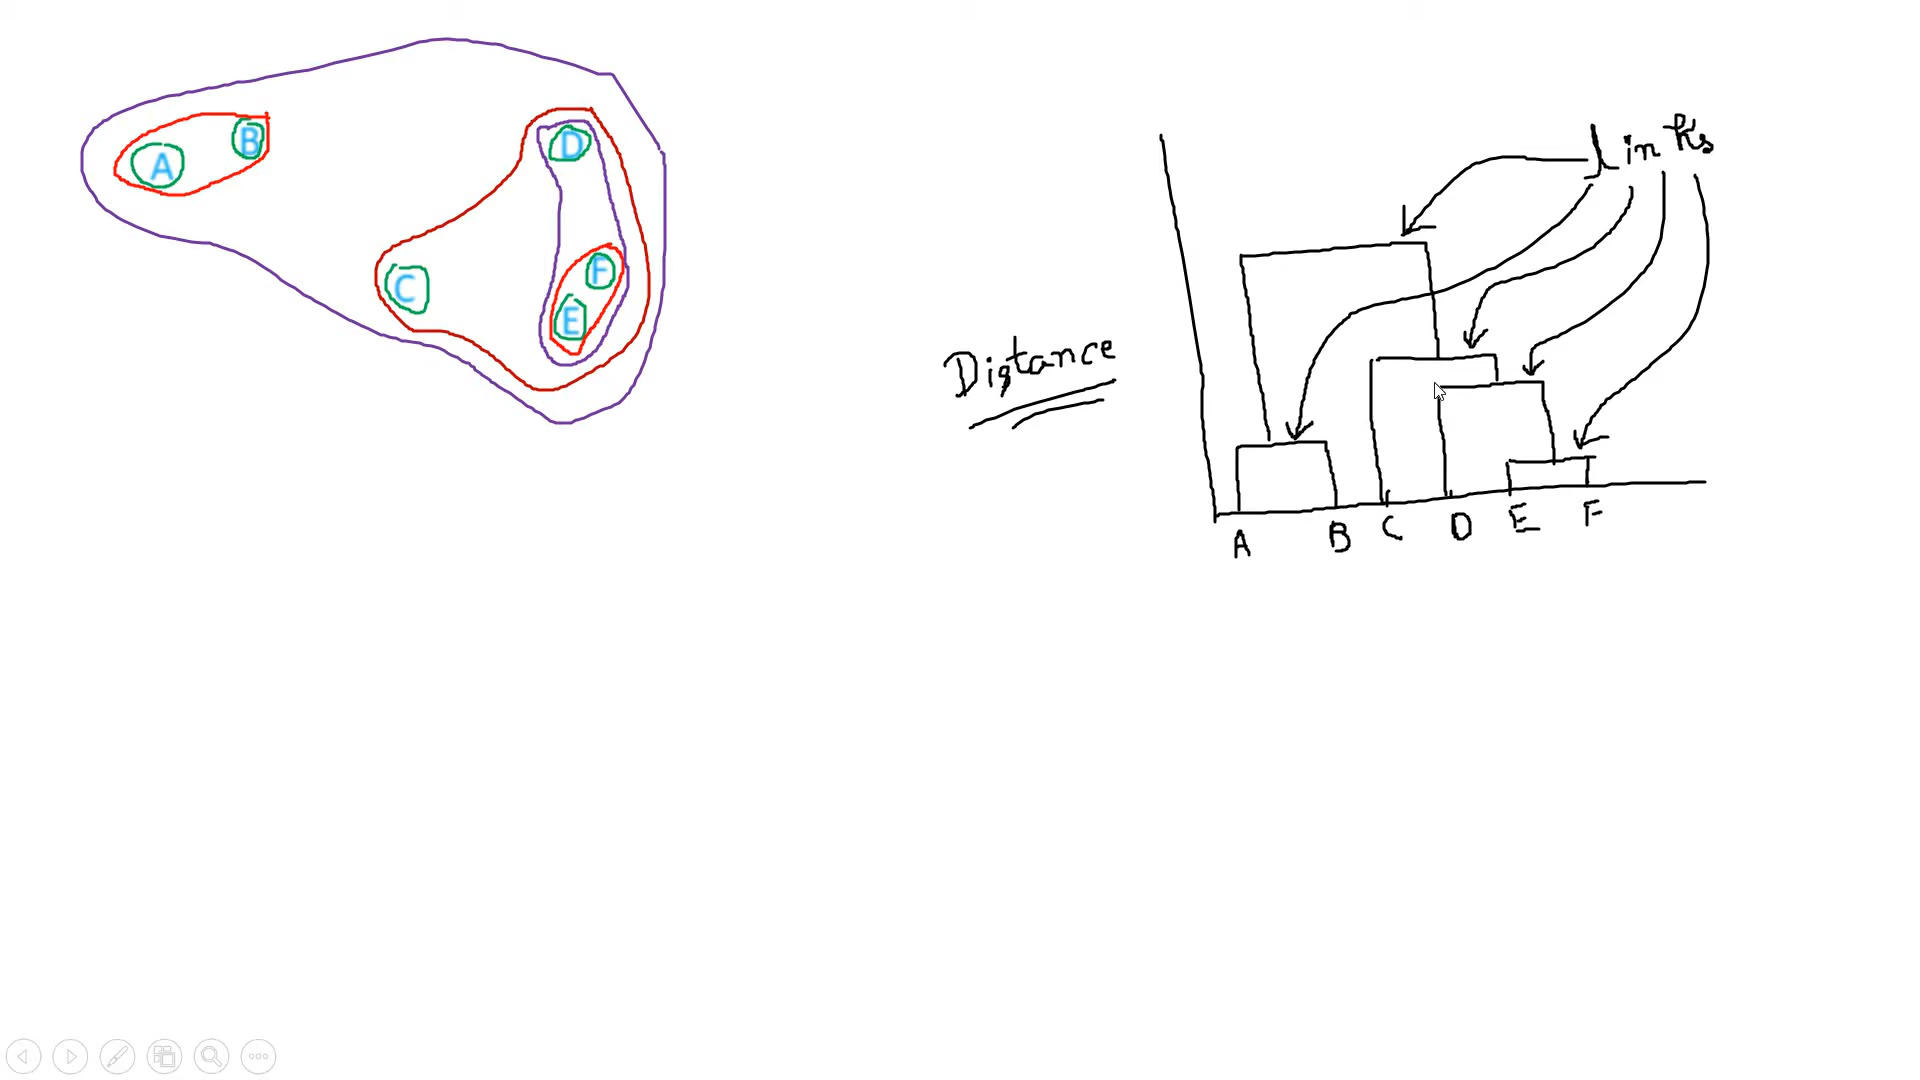 A B D
C F
E
Distance
links
A B C D E F